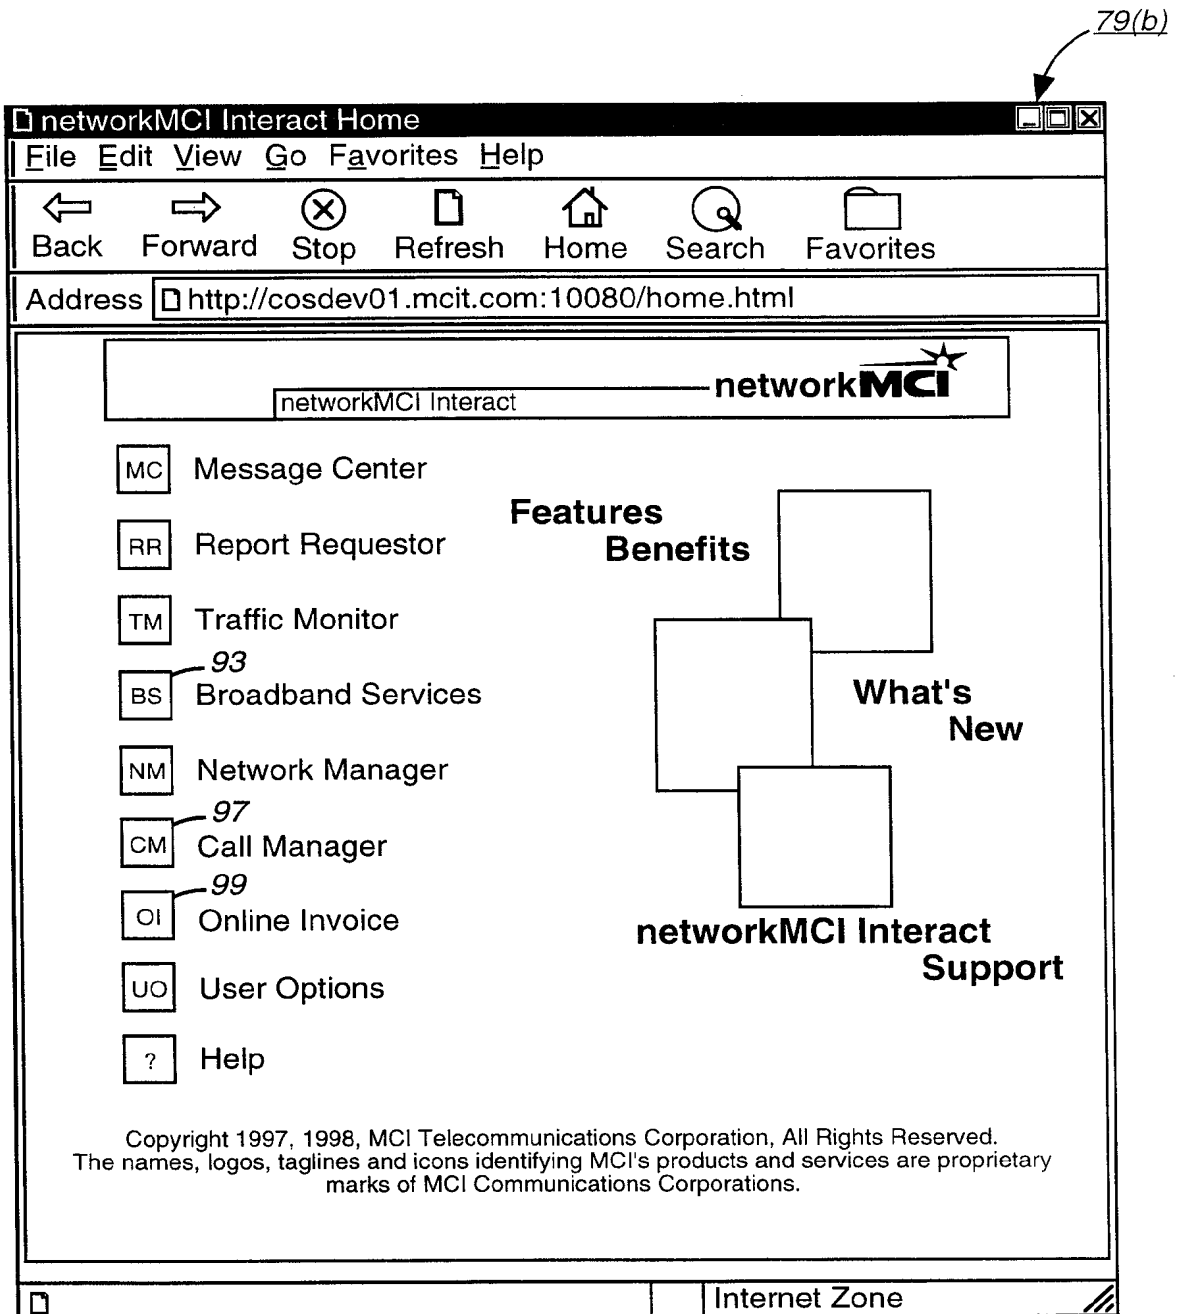 79(b)
networkMCI Interact Home
File Edit View Go Favorites Help
Back Forward Stop Refresh Home Search Favorites
Address http://cosdev01.mcit.com:10080/home.html
networkMCI
networkMCI Interact
MC Message Center
RR Report Requestor
TM Traffic Monitor
93
BS Broadband Services
NM Network Manager
97
CM Call Manager
99
OI Online Invoice
UO User Options
? Help
Features
Benefits
What's
New
networkMCI Interact
Support
Copyright 1997, 1998, MCI Telecommunications Corporation, All Rights Reserved.
The names, logos, taglines and icons identifying MCI's products and services are proprietary
marks of MCI Communications Corporations.
Internet Zone